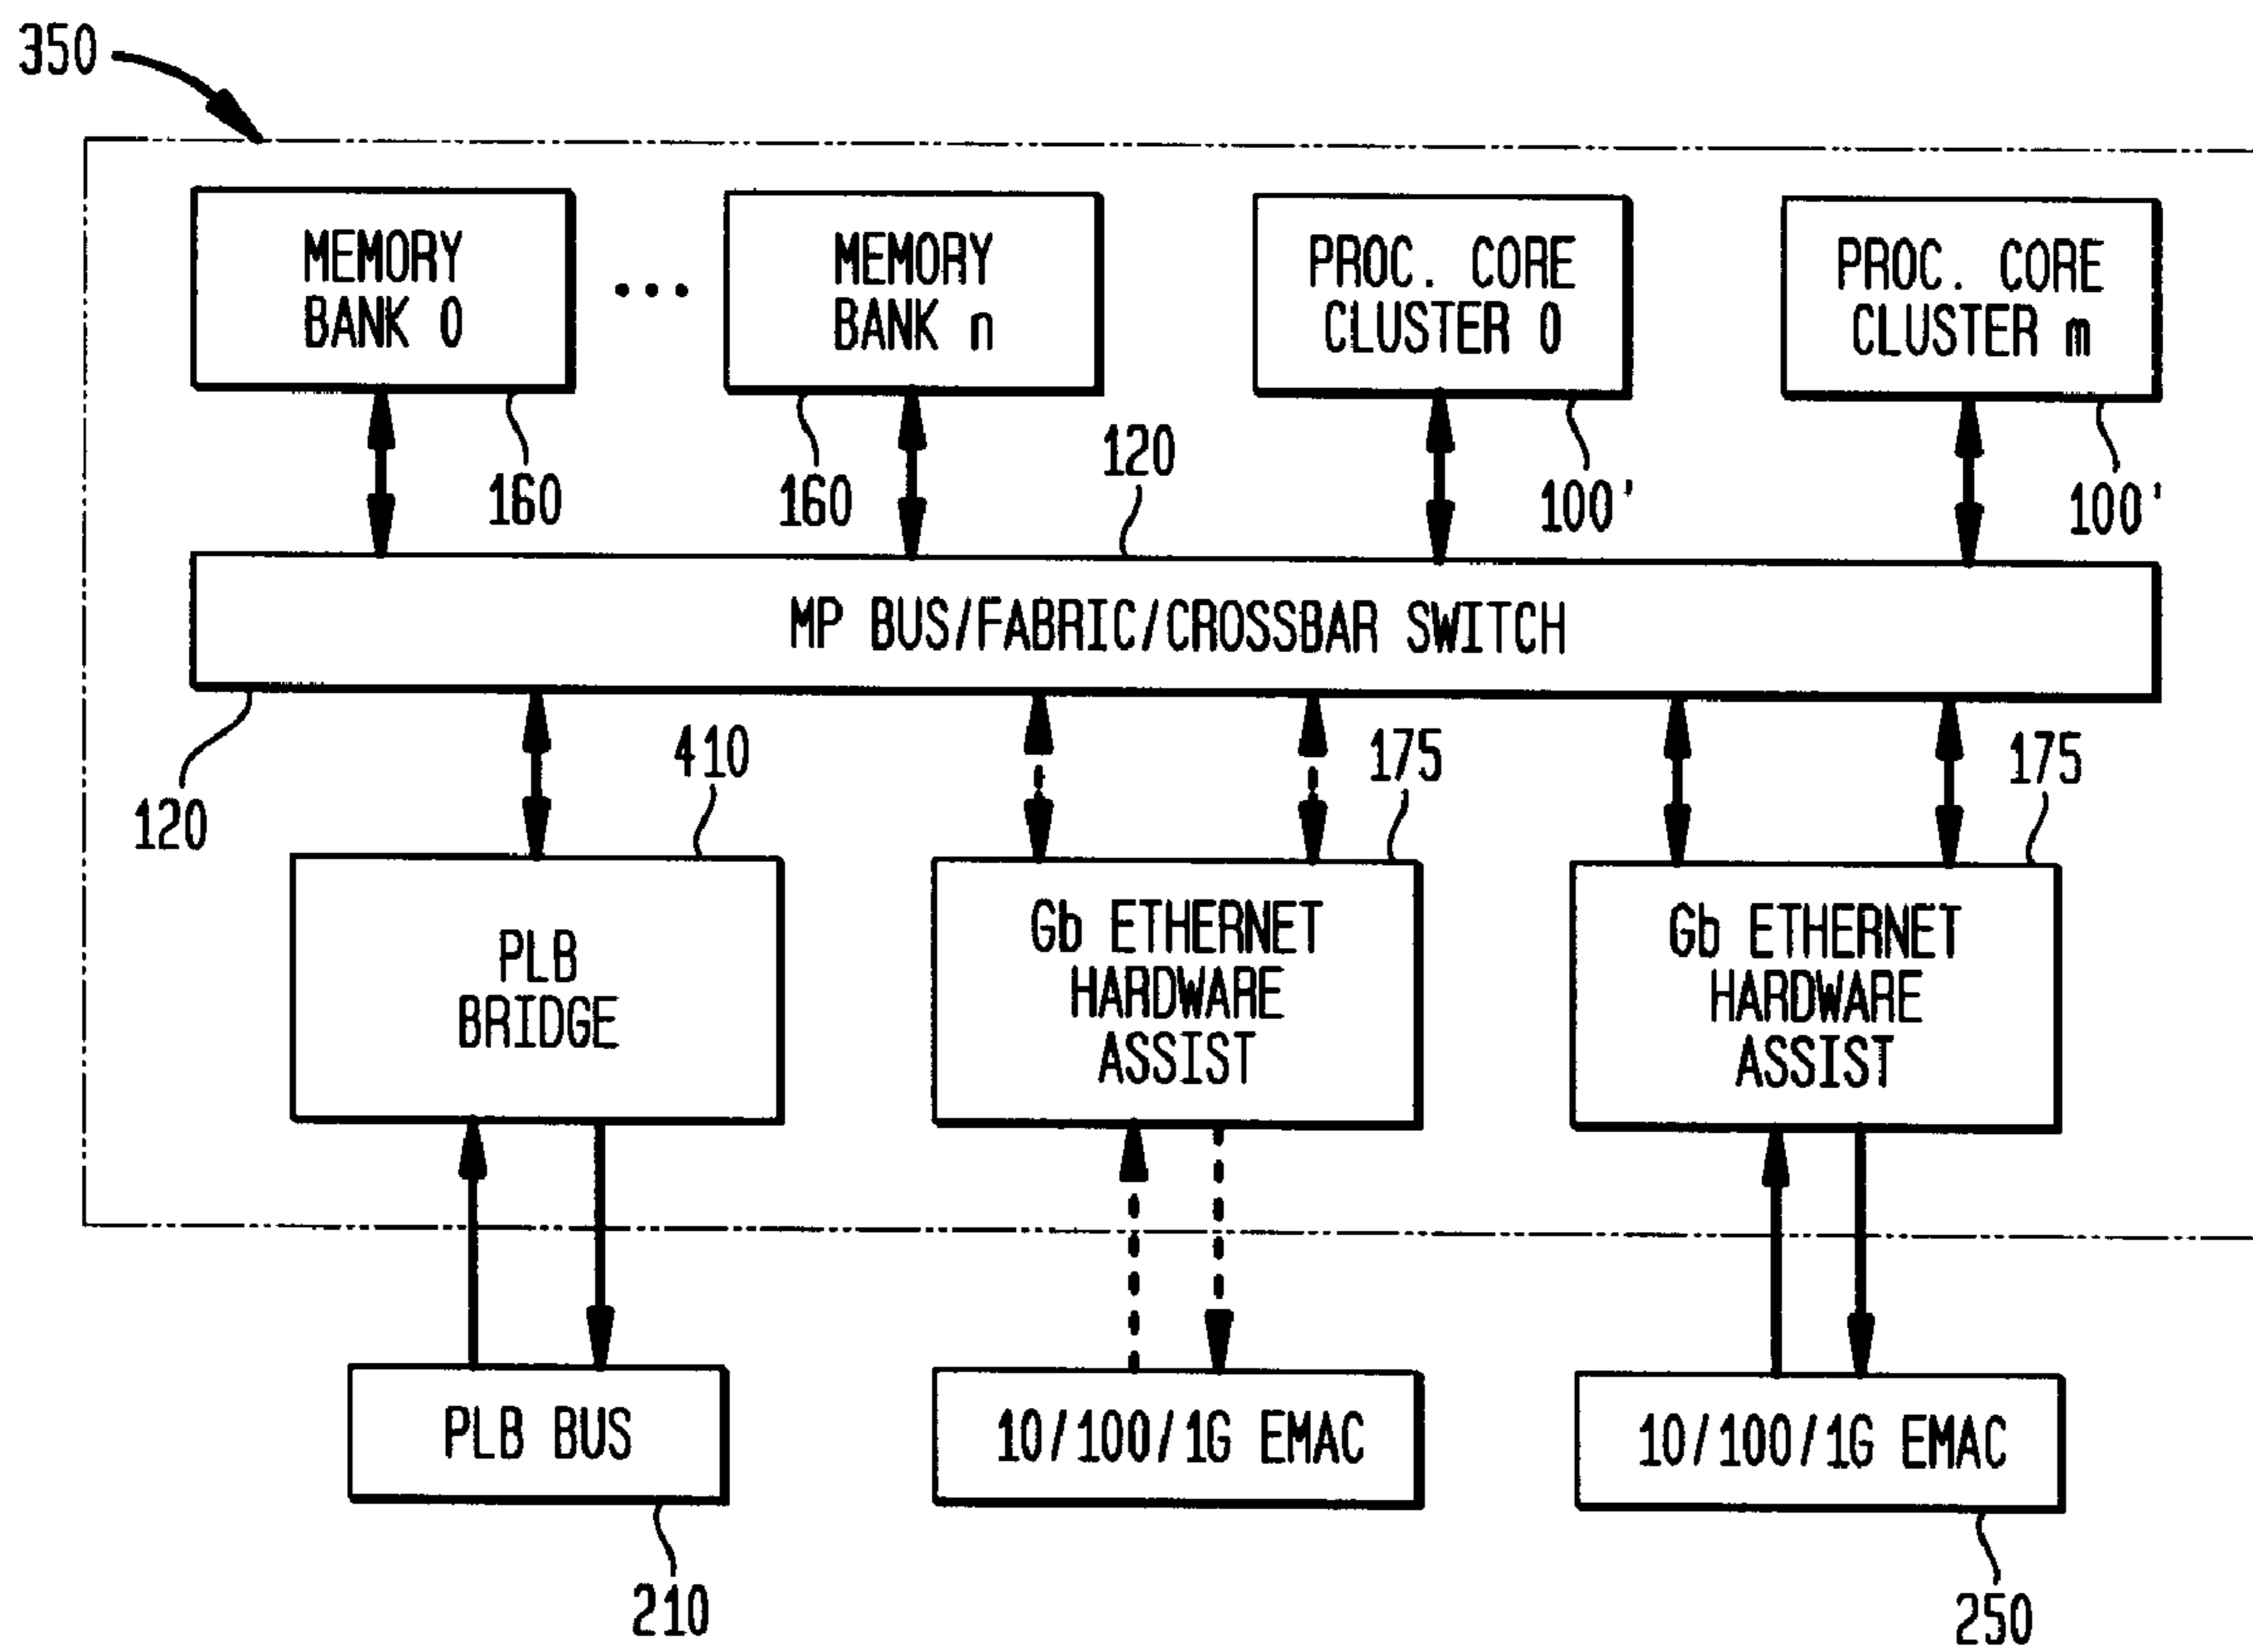 350
MEMORY
BANK 0
MEMORY
BANK n
PROC. CORE
CLUSTER 0
PROC. CORE
CLUSTER m
160
160
120
100'
100'
MP BUS/FABRIC/CROSSBAR SWITCH
120
410
175
175
PLB
BRIDGE
Gb ETHERNET
HARDWARE
ASSIST
Gb ETHERNET
HARDWARE
ASSIST
PLB BUS
10/100/1G EMAC
10/100/1G EMAC
210
250